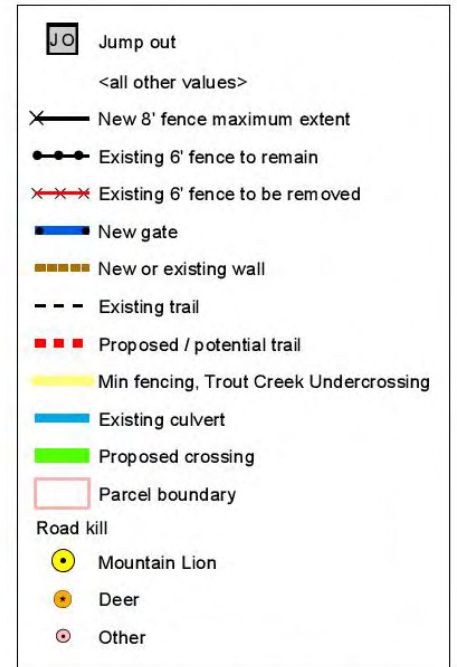 JO Jump out
<all other values>
New 8' fence maximum extent
Existing 6' fence to remain
Existing 6' fence to be removed
New gate
New or existing wall
Existing trail
Proposed / potential trail
Min fencing, Trout Creek Undercrossing
Existing culvert
Proposed crossing
Parcel boundary
Road kill
Mountain Lion
Deer
Other